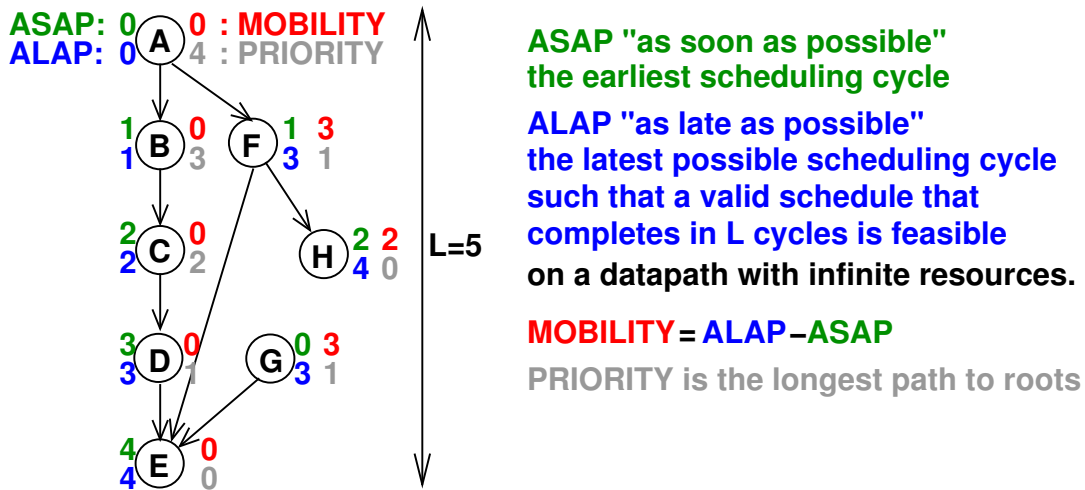 ASAP: 0 A 0 : MOBILITY
ALAP: 0 4 : PRIORITY
1 B 0 F 1 3
1 3 3 1
2 C 0 H 2 2
2 2 4 0
L=5
3 D 0 G 0 3
3 1 3 1
4 E 0
4 0
ASAP "as soon as possible"
the earliest scheduling cycle
ALAP "as late as possible"
the latest possible scheduling cycle
such that a valid schedule that
completes in L cycles is feasible
on a datapath with infinite resources.
MOBILITY = ALAP –ASAP
PRIORITY is the longest path to roots